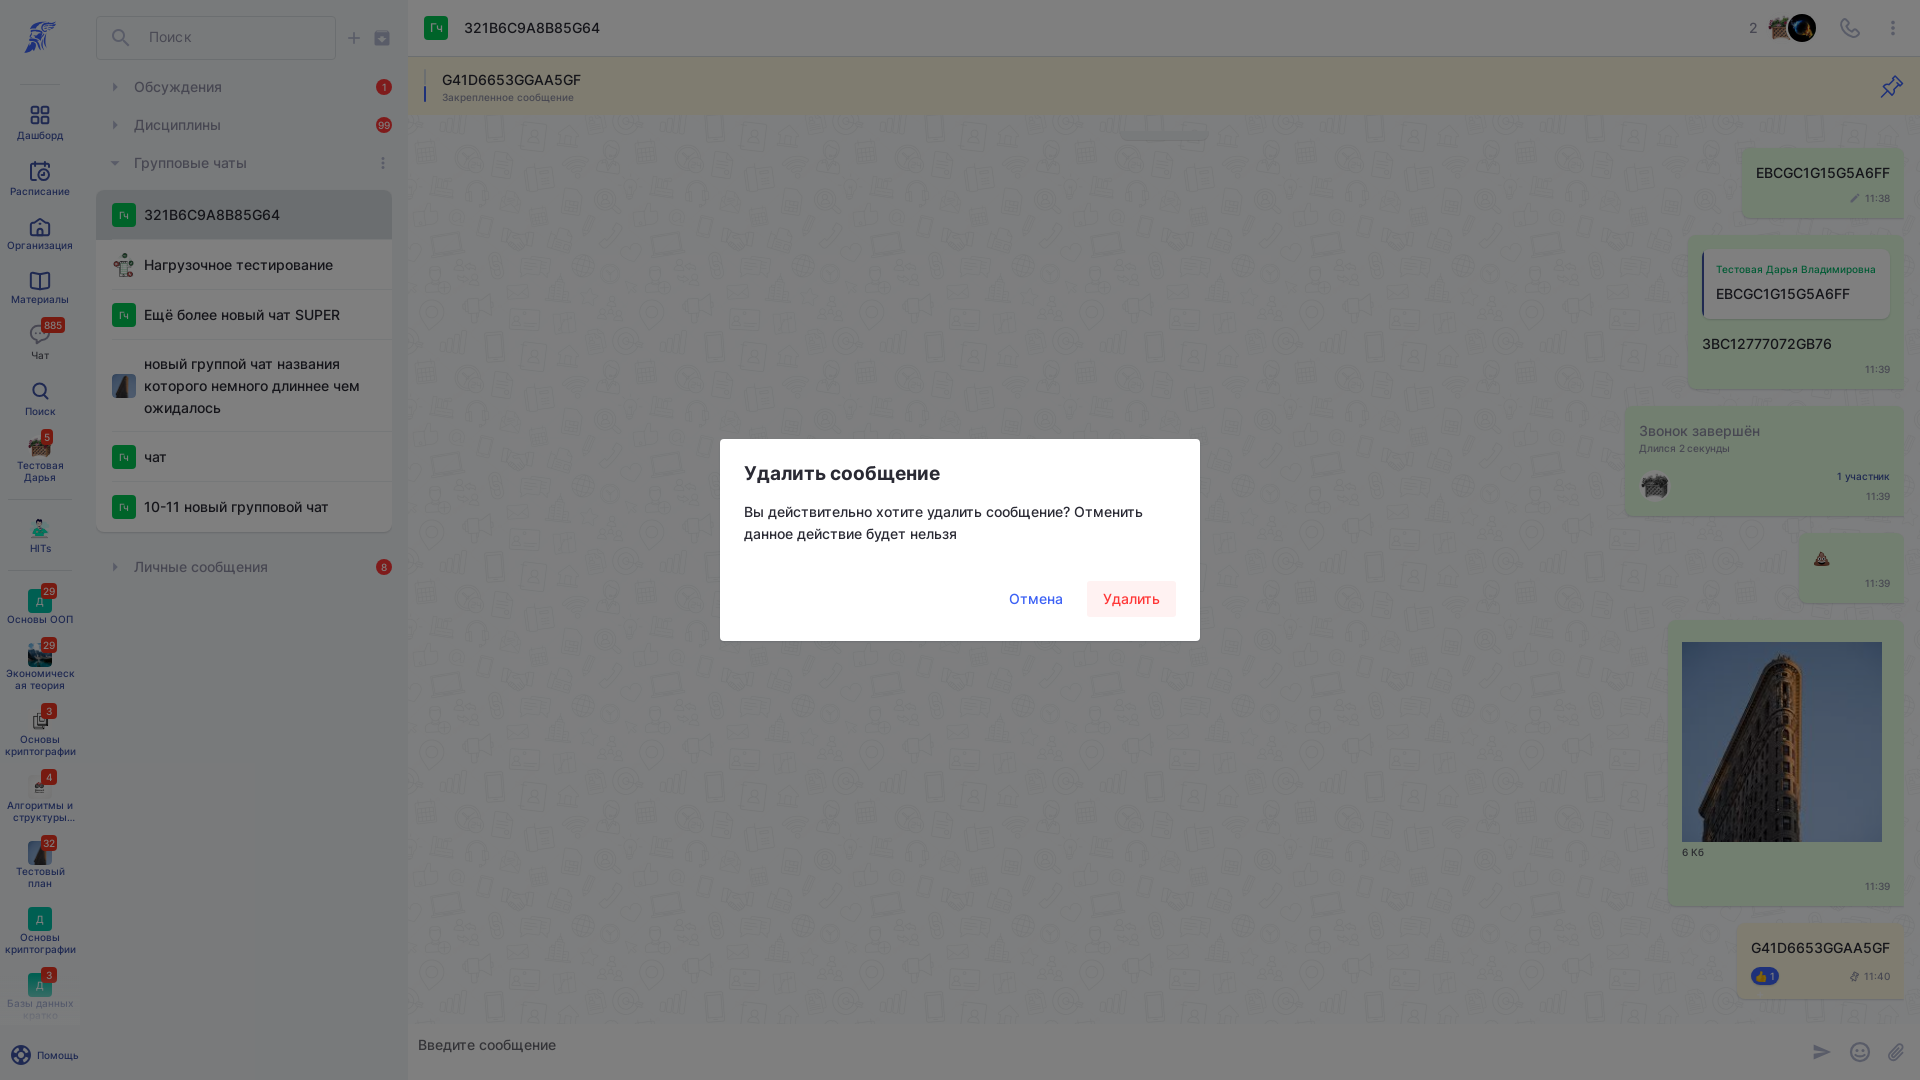 Поиск
Дашборд
Расписание
Организация
Материалы
885
Чат
Поиск
5
Тестовая
Дарья
HITs
29
Д
Основы ООП
29
Экономическ
ая теория
3
Основы
криптографии
4
Алгоритмы и
структуры...
32
Тестовый
план
Д
Основы
криптографии
3
Д
Базы данных
кратко
Помощь
Обсуждения
1
Дисциплины
99
Групповые чаты
Гч 321B6C9A8B85G64
Нагрузочное тестирование
Гч Ещё более новый чат SUPER
новый группой чат названия
которого немного длиннее чем
ожидалось
Гч чат
Гч 10-11 новый групповой чат
Личные сообщения
8
Гч 321B6C9A8B85G64
2
G41D6653GGAA5GF
Закрепленное сообщение
EBCGC1G15G5A6FF
11:38
Тестовая Дарья Владимировна
EBCGC1G15G5A6FF
3BC12777072GB76
11:39
Звонок завершён
Длился 2 секунды
1 участник
11:39
11:39
6 Кб
11:39
G41D6653GGAA5GF
👍 1
11:40
Удалить сообщение
Вы действительно хотите удалить сообщение? Отменить
данное действие будет нельзя
Отмена
Удалить
Введите сообщение